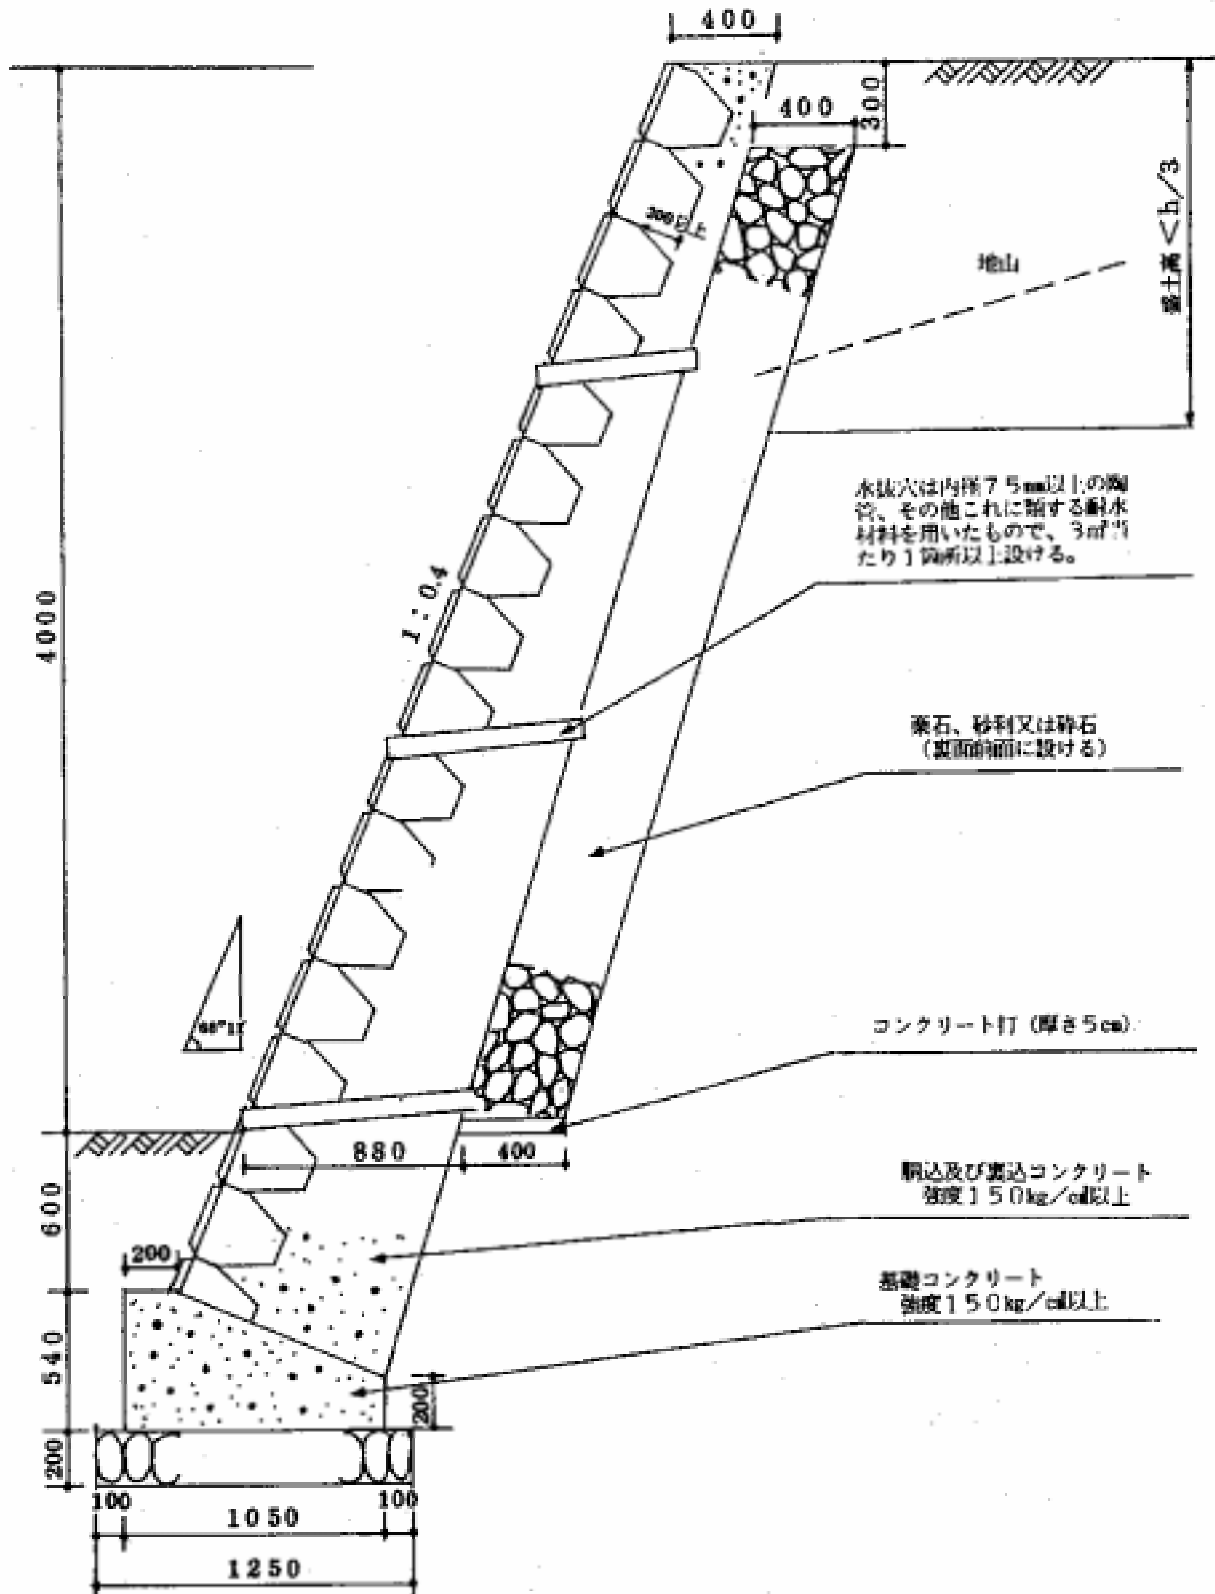 400
400
300
200以上
地山
盛土高<h/3
水抜穴は内径75mm以上の陶
管、その他これに類する耐水
材料を用いたもので、3㎡当
たり1箇所以上設ける。
1:0.4
4000
栗石、砂利又は砕石
(裏面前面に設ける)
コンクリート打(厚さ5cm)
880
400
胴込及び裏込コンクリート
強度150kg/c㎡以上
600
200
基礎コンクリート
強度150kg/c㎡以上
540
200
200
100
100
1050
1250